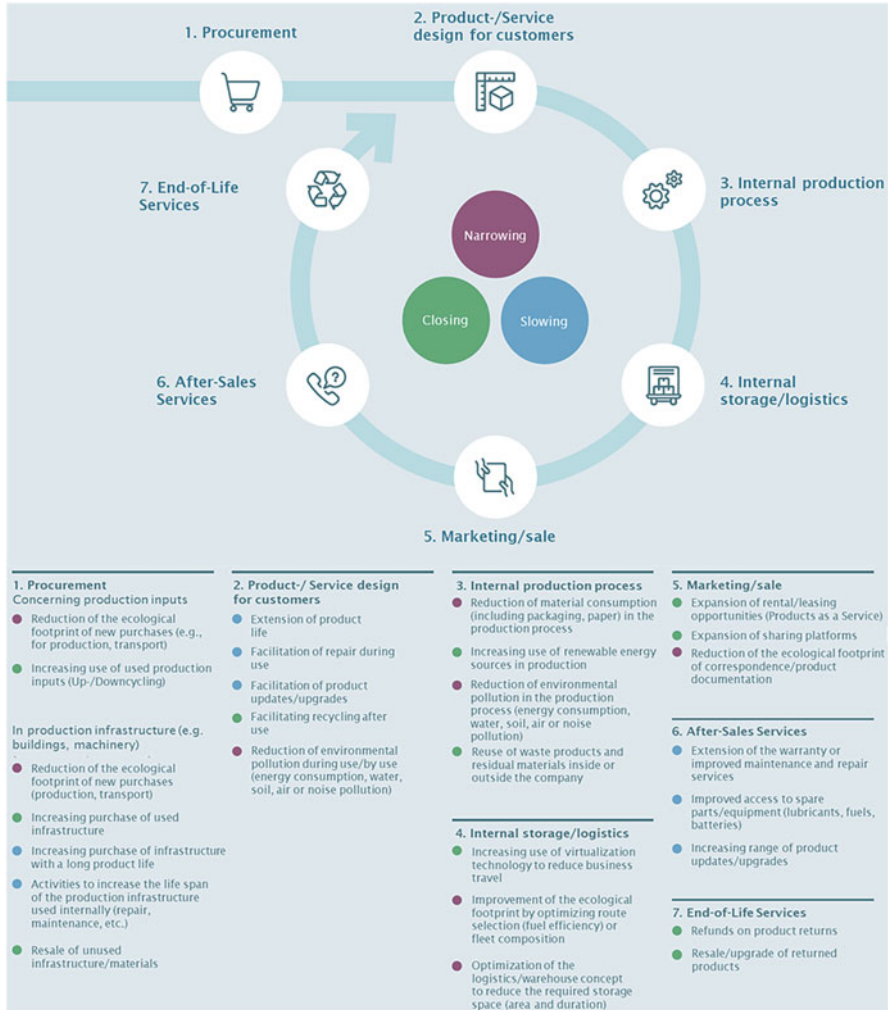 1. Procurement
2. Product-/Service
design for customers
7. End-of-Life
Services
3. Internal production
process
Narrowing
Closing
Slowing
6. After-Sales
Services
4. Internal
storage/logistics
5. Marketing/sale
1. Procurement
Concerning production inputs
Reduction of the ecological
footprint of new purchases (e.g.,
for production, transport)
Increasing use of used production
inputs (Up-/Downcycling)
In production infrastructure (e.g.
buildings, machinery)
Reduction of the ecological
footprint of new purchases
(production, transport)
Increasing purchase of used
infrastructure
Increasing purchase of infrastructure
with a long product life
Activities to increase the life span
of the production infrastructure
used internally (repair,
maintenance, etc.)
Resale of unused
infrastructure/materials
2. Product-/ Service design
for customers
Extension of product
life
Facilitation of repair during
use
Facilitation of product
updates/upgrades
Facilitating recycling after
use
Reduction of environmental
pollution during use/by use
(energy consumption, water,
soil, air or noise pollution)
3. Internal production process
Reduction of material consumption
(including packaging, paper) in the
production process
Increasing use of renewable energy
sources in production
Reduction of environmental
pollution in the production
process (energy consumption,
water, soil, air or noise
pollution)
Reuse of waste products and
residual materials inside or
outside the company
4. Internal storage/logistics
Increasing use of virtualization
technology to reduce business
travel
Improvement of the ecological
footprint by optimizing route
selection (fuel efficiency) or
fleet composition
Optimization of the
logistics/warehouse concept
to reduce the required storage
space (area and duration)
5. Marketing/sale
Expansion of rental/leasing
opportunities (Products as a Service)
Expansion of sharing platforms
Reduction of the ecological footprint
of correspondence/product
documentation
6. After-Sales Services
Extension of the warranty or
improved maintenance and repair
services
Improved access to spare
parts/equipment (lubricants, fuels,
batteries)
Increasing range of product
updates/upgrades
7. End-of-Life Services
Refunds on product returns
Resale/upgrade of returned
products